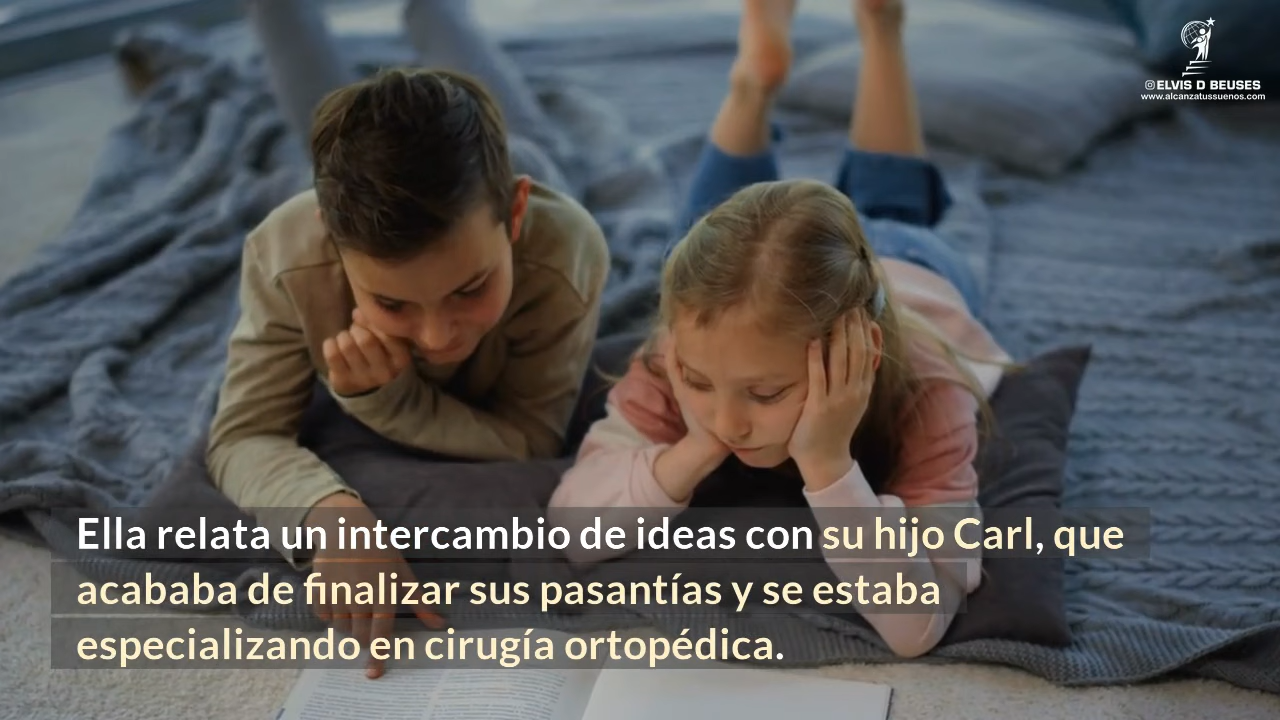 ELVIS D BEUSES
www.alcanzatussuenos.com
Ella relata un intercambio de ideas con su hijo Carl, que
acababa de finalizar sus pasantías y se estaba
especializando en cirugía ortopédica.